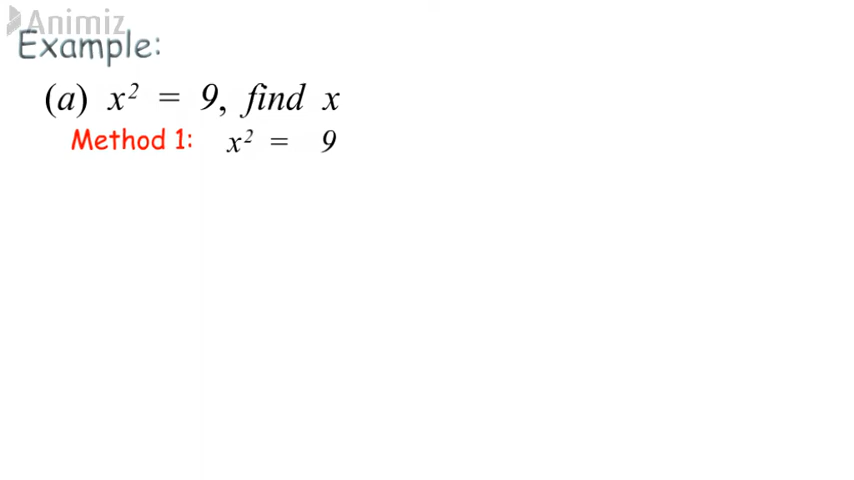 Animiz
Example:
(a) x² = 9, find x
Method 1: x² = 9